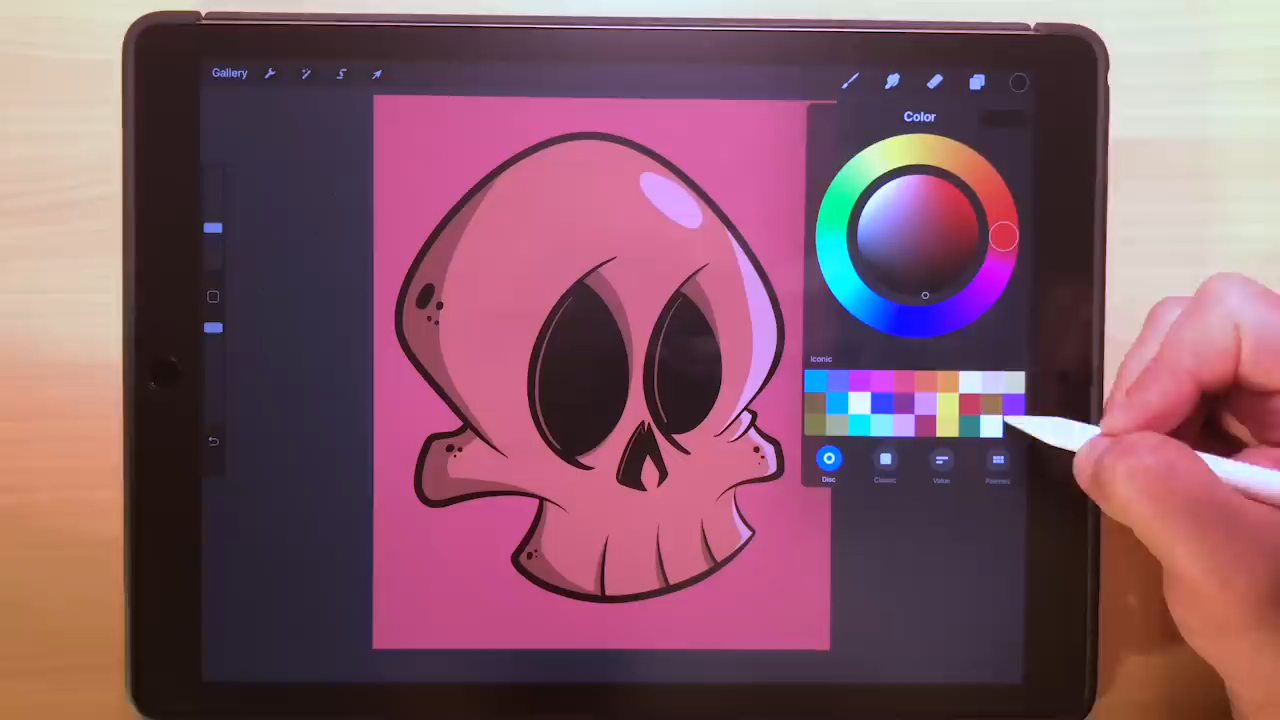 Gallery
Color
Iconic
Disc
Classic
Value
Palettes